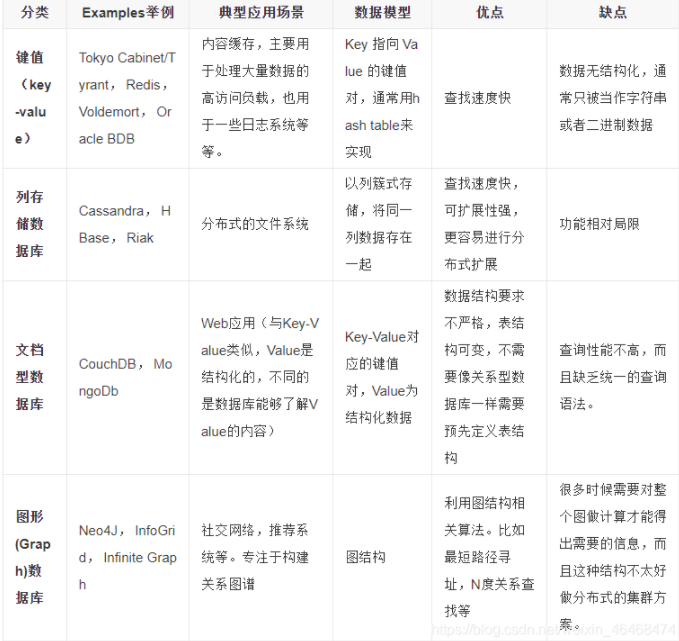 分类 Examples举例 典型应用场景 数据模型 优点 缺点
键值
（key
-valu
e）
Tokyo Cabinet/T
yrant， Redis，
Voldemort， Or
acle BDB
内容缓存，主要用
于处理大量数据的
高访问负载，也用
于一些日志系统等
等。
Key 指向 Va
lue 的键值
对，通常用h
ash table来
实现
查找速度快
数据无结构化，通
常只被当作字符串
或者二进制数据
列存
储数
据库
Cassandra， H
Base， Riak
分布式的文件系统
以列簇式存
储，将同一
列数据存在
一起
查找速度快，
可扩展性强，
更容易进行分
布式扩展
功能相对局限
文档
型数
据库
CouchDB， Mo
ngoDb
Web应用（与Key-V
alue类似，Value是
结构化的，不同的
是数据库能够了解V
alue的内容）
Key-Value对
应的键值
对，Value为
结构化数据
数据结构要求
不严格，表结
构可变，不需
要像关系型数
据库一样需要
预先定义表结
构
查询性能不高，而
且缺乏统一的查询
语法。
图形
(Grap
h)数
据库
Neo4J， InfoGri
d， Infinite Grap
h
社交网络，推荐系
统等。专注于构建
关系图谱
图结构
利用图结构相
关算法。比如
最短路径寻
址，N度关系查
找等
很多时候需要对整
个图做计算才能得
出需要的信息，而
且这种结构不太好
做分布式的集群方
案。
https://blog.csdn.net/weixin_46468474